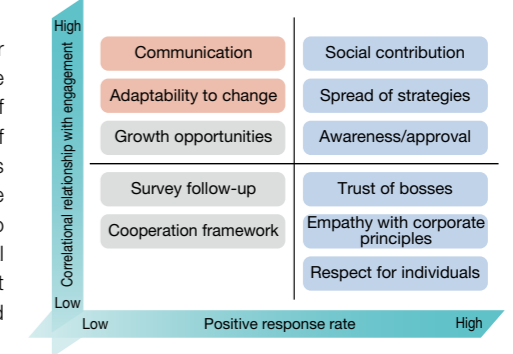 High
Correlational relationship with engagement
Low
Communication
Adaptability to change
Growth opportunities
Survey follow-up
Cooperation framework
Social contribution
Spread of strategies
Awareness/approval
Trust of bosses
Empathy with corporate
principles
Respect for individuals
Low
Positive response rate
High